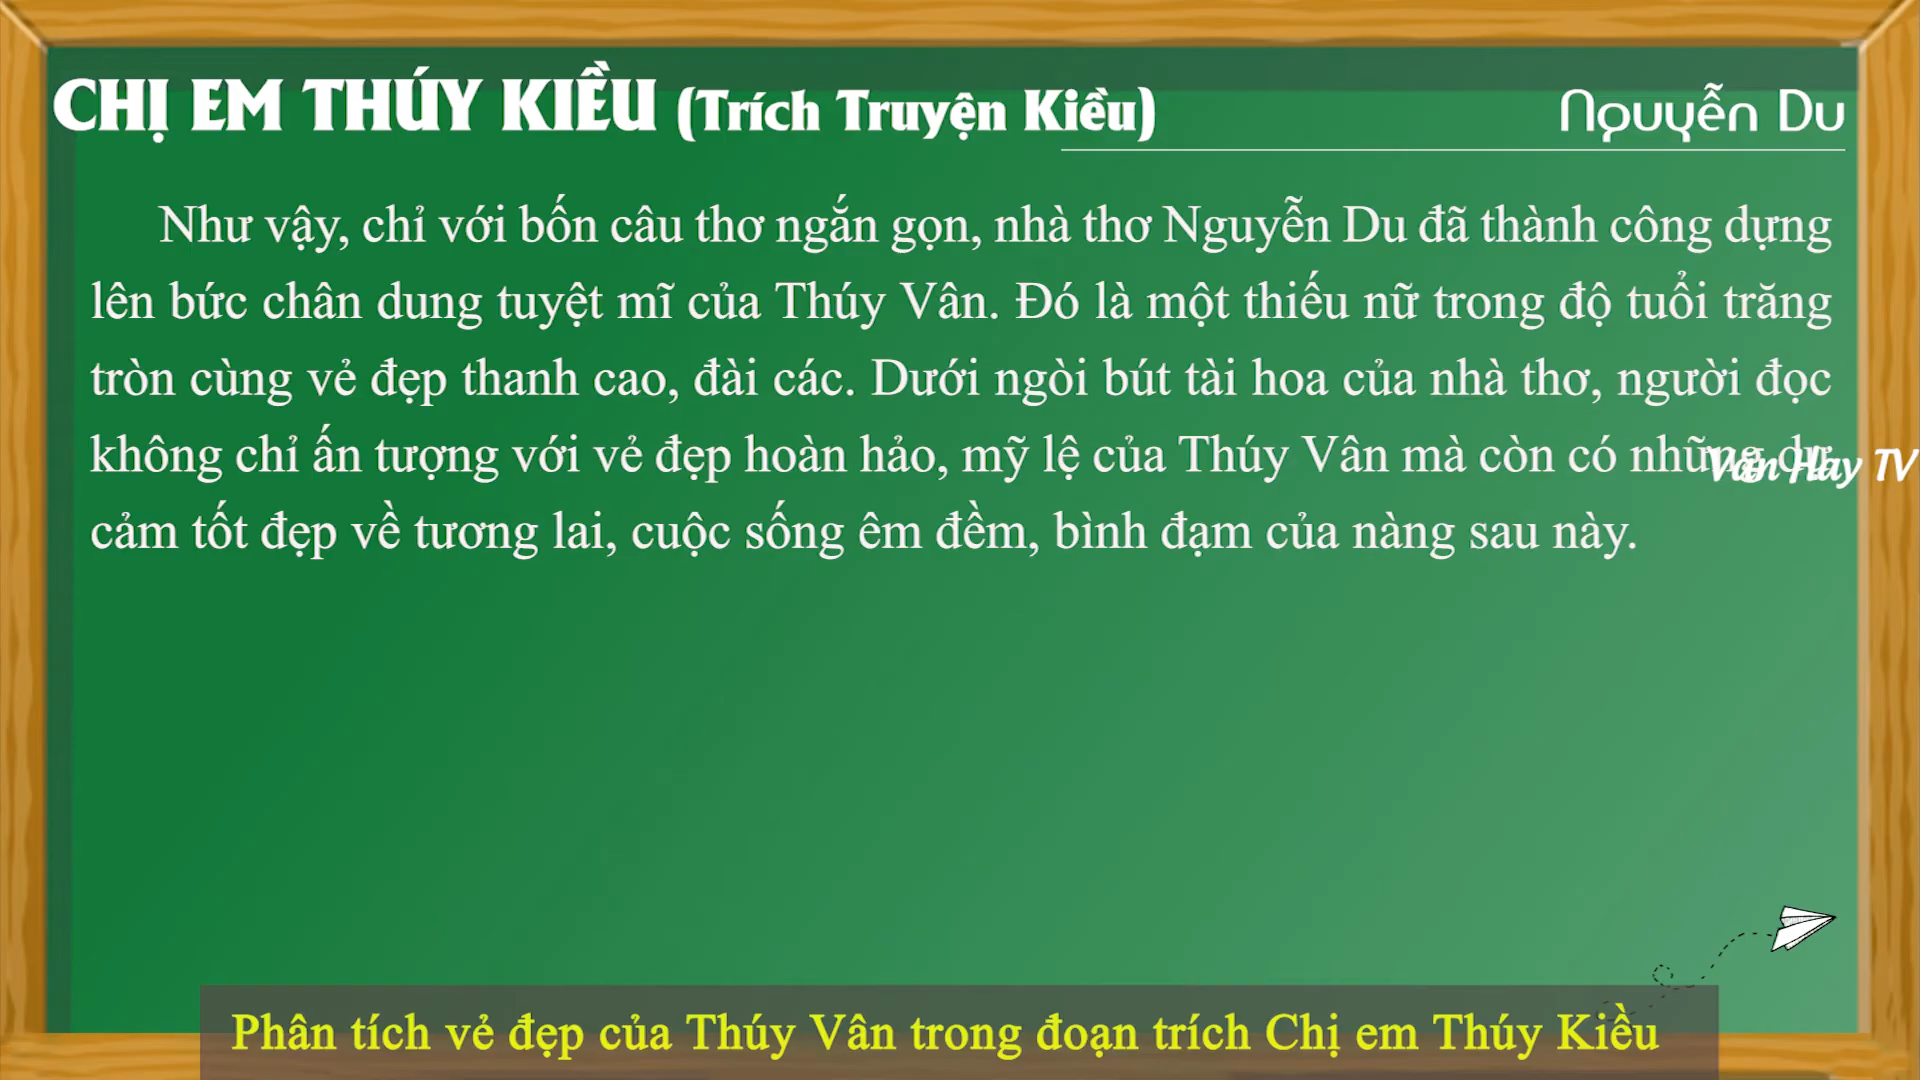 CHỊ EM THÚY KIỀU (Trích Truyện Kiều)
Nguyễn Du
Như vậy, chỉ với bốn câu thơ ngắn gọn, nhà thơ Nguyễn Du đã thành công dựng
lên bức chân dung tuyệt mĩ của Thúy Vân. Đó là một thiếu nữ trong độ tuổi trăng
tròn cùng vẻ đẹp thanh cao, đài các. Dưới ngòi bút tài hoa của nhà thơ, người đọc
không chỉ ấn tượng với vẻ đẹp hoàn hảo, mỹ lệ của Thúy Vân mà còn có những dự
Văn Hay TV
cảm tốt đẹp về tương lai, cuộc sống êm đềm, bình đạm của nàng sau này.
Phân tích vẻ đẹp của Thúy Vân trong đoạn trích Chị em Thúy Kiều